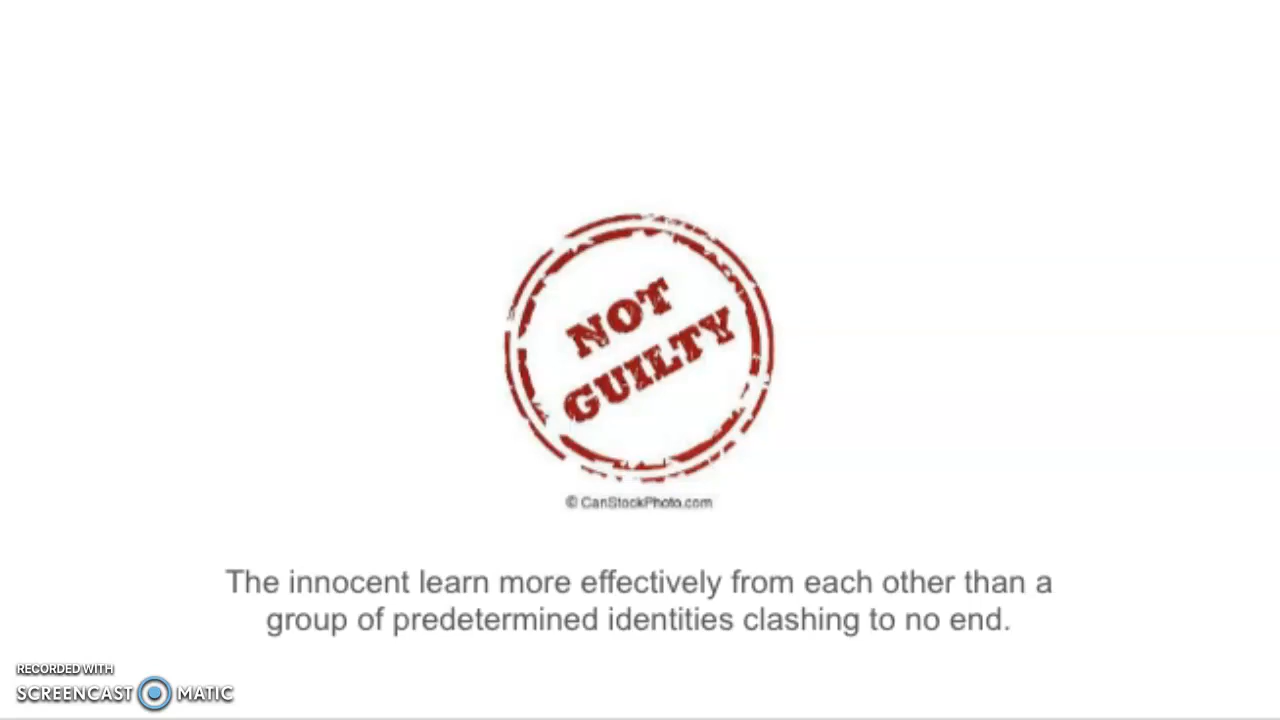 NOT
GUILTY
© CanStockPhoto.com
The innocent learn more effectively from each other than a
group of predetermined identities clashing to no end.
RECORDED WITH
SCREENCAST MATIC